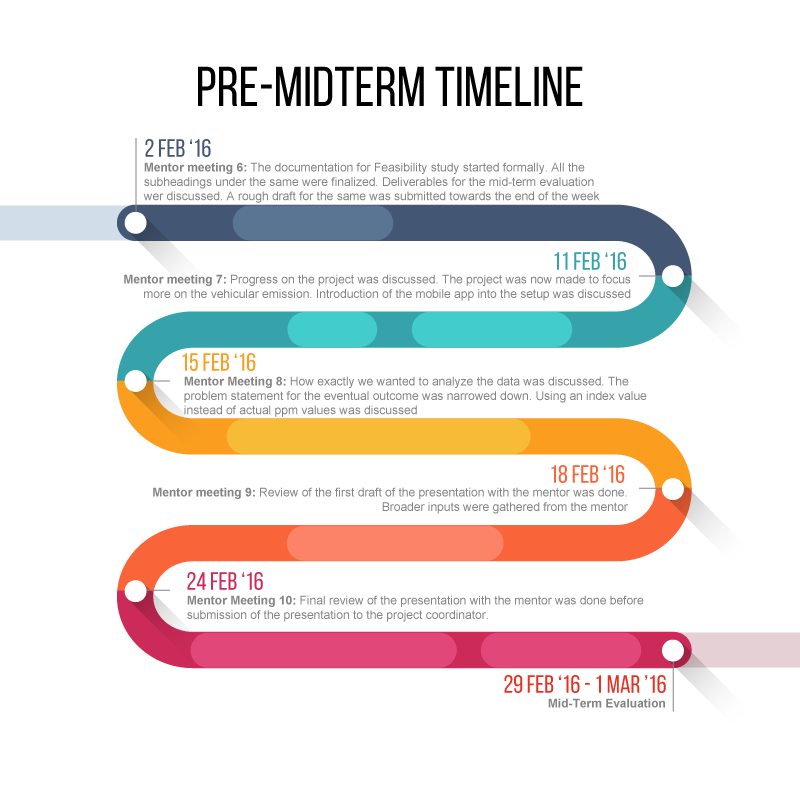 PRE-MIDTERM TIMELINE
2 FEB ‘16
Mentor meeting 6: The documentation for Feasibility study started formally. All the
subheadings under the same were finalized. Deliverables for the mid-term evaluation
wer discussed. A rough draft for the same was submitted towards the end of the week
11 FEB ‘16
Mentor meeting 7: Progress on the project was discussed. The project was now made to focus
more on the vehicular emission. Introduction of the mobile app into the setup was discussed
15 FEB ‘16
Mentor Meeting 8: How exactly we wanted to analyze the data was discussed. The
problem statement for the eventual outcome was narrowed down. Using an index value
instead of actual ppm values was discussed
18 FEB ‘16
Mentor meeting 9: Review of the first draft of the presentation with the mentor was done.
Broader inputs were gathered from the mentor
24 FEB ‘16
Mentor Meeting 10: Final review of the presentation with the mentor was done before
submission of the presentation to the project coordinator.
29 FEB ‘16 - 1 MAR ’16
Mid-Term Evaluation